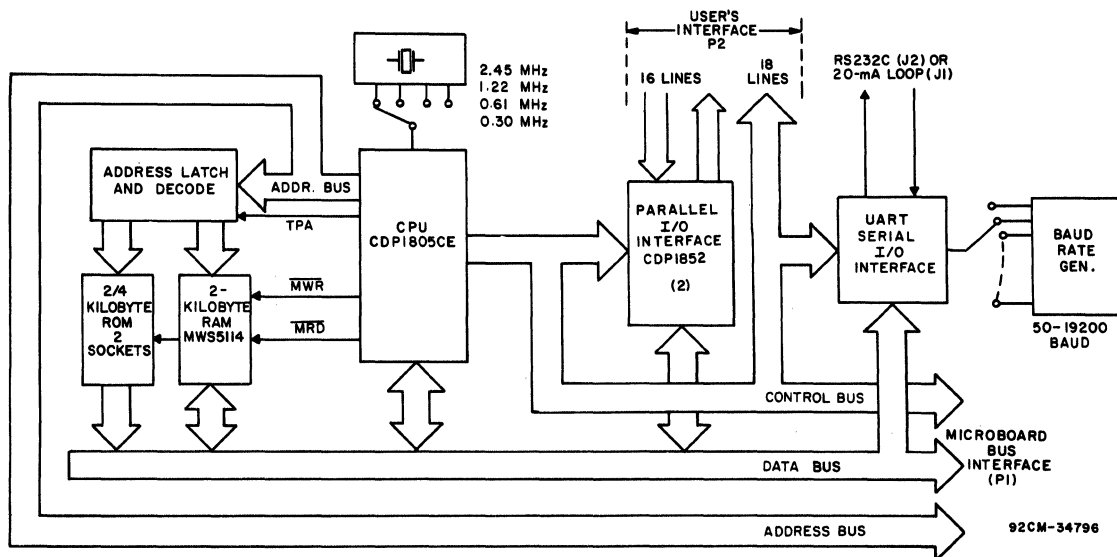 USER'S
INTERFACE
P2
2.45 MHz
1.22 MHz
0.61 MHz
0.30 MHz
16 LINES
18
LINES
RS232C (J2) OR
20-mA LOOP (J1)
ADDRESS LATCH
AND DECODE
ADDR. BUS
TPA
CPU
CDP1805CE
PARALLEL
I/O
INTERFACE
CDP1852
(2)
UART
SERIAL
I/O
INTERFACE
BAUD
RATE
GEN.
50-19200
BAUD
2/4
KILOBYTE
ROM
2
SOCKETS
2-
KILOBYTE
RAM
MWS5114
MWR
MRD
CONTROL BUS
DATA BUS
ADDRESS BUS
MICROBOARD
BUS
INTERFACE
(P1)
92CM-34796